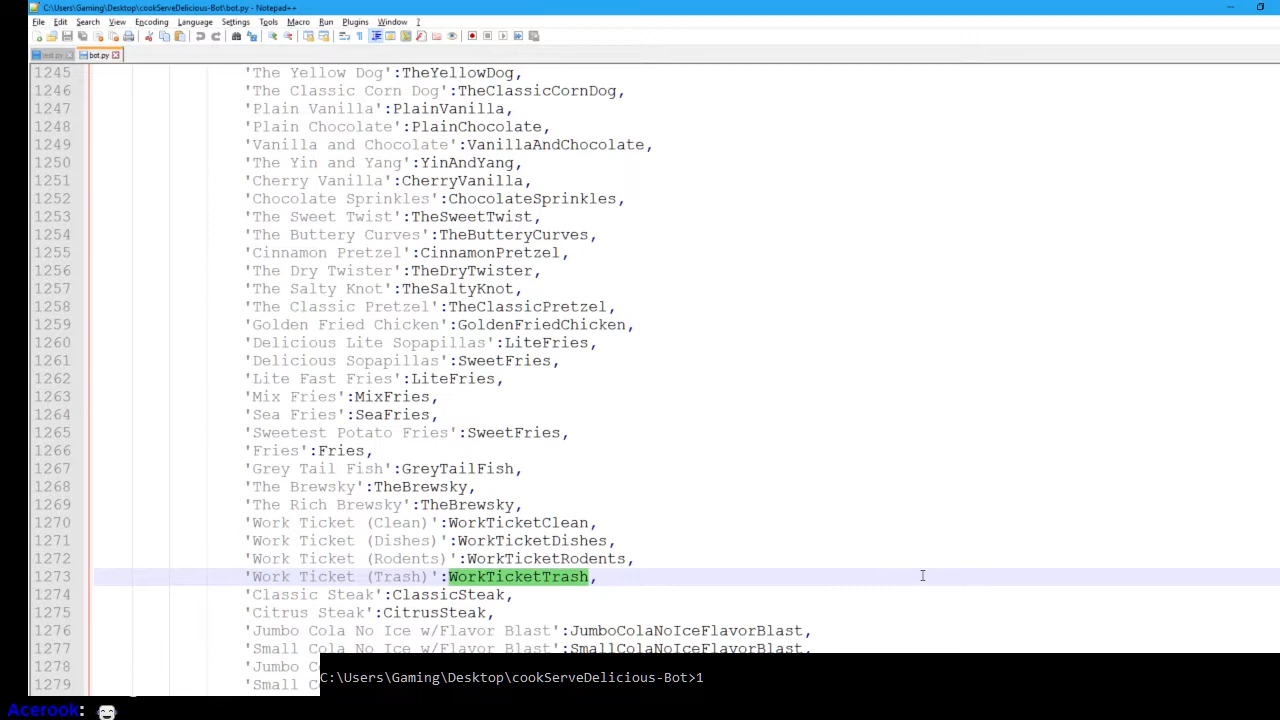 C:\Users\Gaming\Desktop\cookServeDelicious-Bot\bot.py - Notepad++
File Edit Search View Encoding Language Settings Tools Macro Run Plugins Window ?
test.py bot.py
1245 'The Yellow Dog':TheYellowDog,
1246 'The Classic Corn Dog':TheClassicCornDog,
1247 'Plain Vanilla':PlainVanilla,
1248 'Plain Chocolate':PlainChocolate,
1249 'Vanilla and Chocolate':VanillaAndChocolate,
1250 'The Yin and Yang':YinAndYang,
1251 'Cherry Vanilla':CherryVanilla,
1252 'Chocolate Sprinkles':ChocolateSprinkles,
1253 'The Sweet Twist':TheSweetTwist,
1254 'The Buttery Curves':TheButteryCurves,
1255 'Cinnamon Pretzel':CinnamonPretzel,
1256 'The Dry Twister':TheDryTwister,
1257 'The Salty Knot':TheSaltyKnot,
1258 'The Classic Pretzel':TheClassicPretzel,
1259 'Golden Fried Chicken':GoldenFriedChicken,
1260 'Delicious Lite Sopapillas':LiteFries,
1261 'Delicious Sopapillas':SweetFries,
1262 'Lite Fast Fries':LiteFries,
1263 'Mix Fries':MixFries,
1264 'Sea Fries':SeaFries,
1265 'Sweetest Potato Fries':SweetFries,
1266 'Fries':Fries,
1267 'Grey Tail Fish':GreyTailFish,
1268 'The Brewsky':TheBrewsky,
1269 'The Rich Brewsky':TheBrewsky,
1270 'Work Ticket (Clean)':WorkTicketClean,
1271 'Work Ticket (Dishes)':WorkTicketDishes,
1272 'Work Ticket (Rodents)':WorkTicketRodents,
1273 'Work Ticket (Trash)':WorkTicketTrash,
1274 'Classic Steak':ClassicSteak,
1275 'Citrus Steak':CitrusSteak,
1276 'Jumbo Cola No Ice w/Flavor Blast':JumboColaNoIceFlavorBlast,
1277 'Small Cola No Ice w/Flavor Blast':SmallColaNoIceFlavorBlast,
1278 'Jumbo C
1279 'Small C
C:\Users\Gaming\Desktop\cookServeDelicious-Bot>1
Acerook: